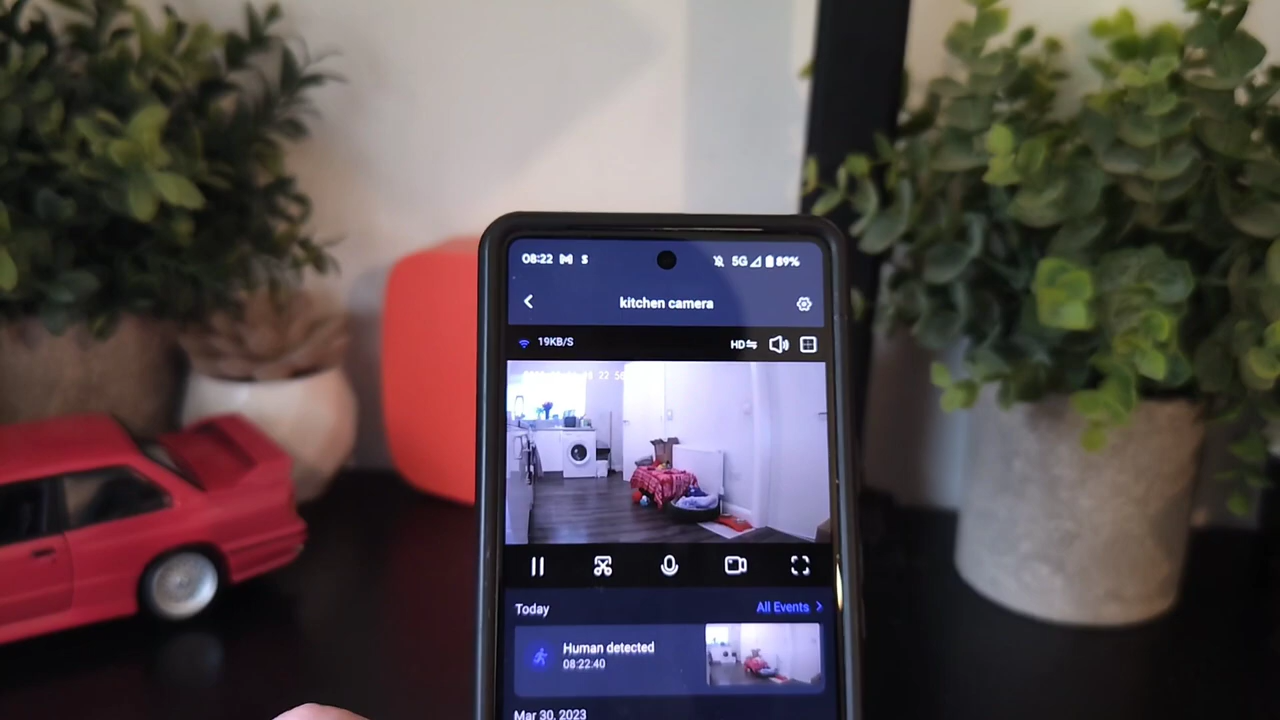 08:22 M S 5G 89%
kitchen camera
19KB/S HD
Today All Events
Human detected
08:22:40
Mar 30, 2023